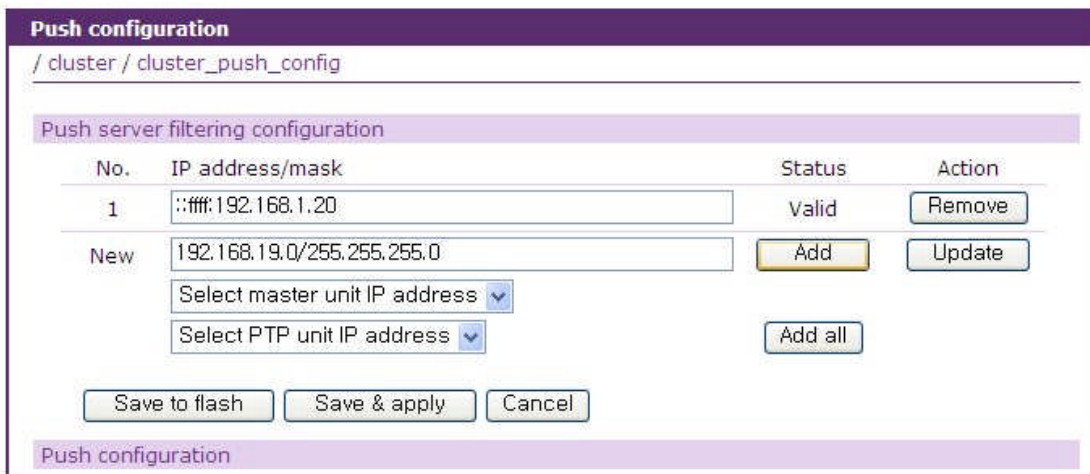 Push configuration
/ cluster / cluster_push_config
Push server filtering configuration
No. IP address/mask Status Action
1 ::ffff:192.168.1.20 Valid Remove
New 192.168.19.0/255.255.255.0 Add Update
Select master unit IP address
Select PTP unit IP address Add all
Save to flash Save & apply Cancel
Push configuration